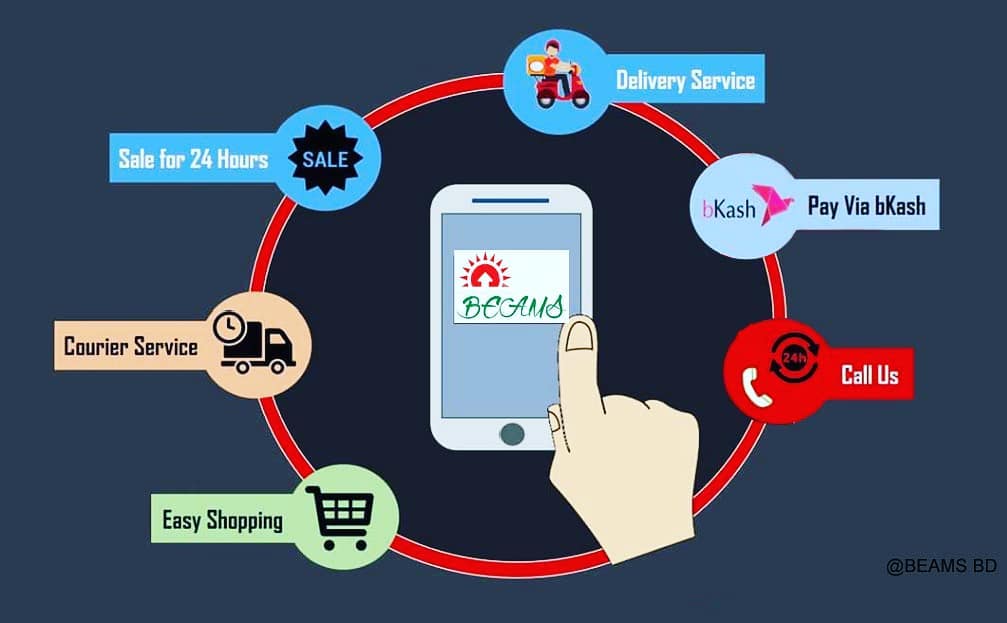 Delivery Service
Sale for 24 Hours
SALE
bKash
Pay Via bKash
BEAMS
Courier Service
24h
Call Us
Easy Shopping
@BEAMS BD